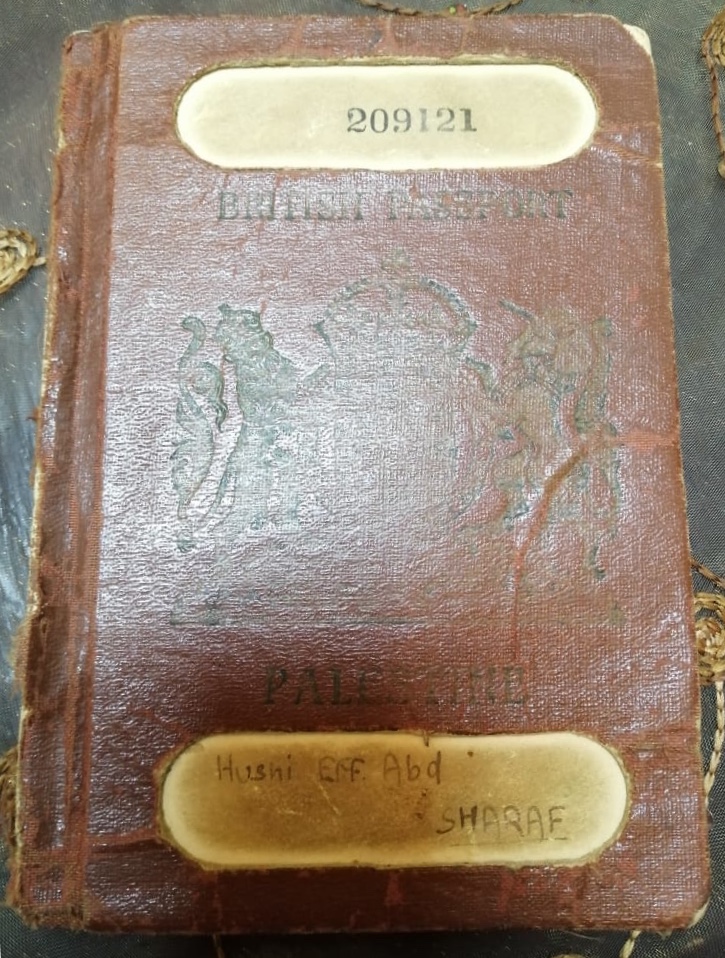 209121
BRITISH PASSPORT
PALESTINE
Husni Eff. Abd
SHARAF